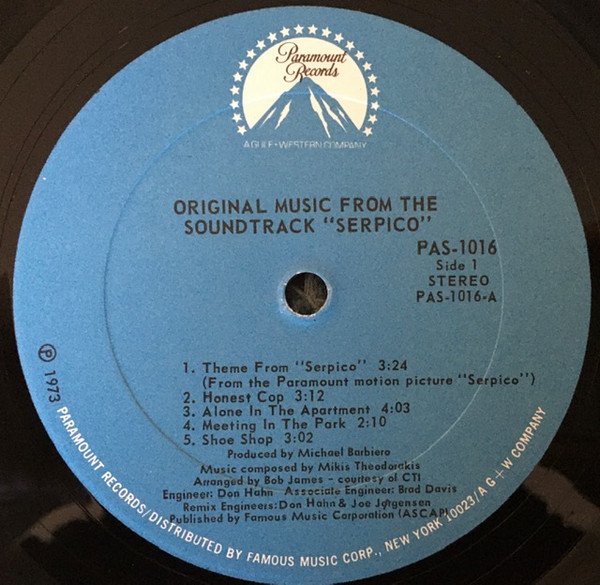 Paramount
Records
A GULF+WESTERN COMPANY
ORIGINAL MUSIC FROM THE
SOUNDTRACK "SERPICO"
PAS-1016
Side 1
STEREO
PAS-1016-A
1. Theme From "Serpico" 3:24
(From the Paramount motion picture "Serpico")
2. Honest Cop 3:12
3. Alone In The Apartment 4:03
4. Meeting In The Park 2:10
5. Shoe Shop 3:02
Produced by Michael Barbiero
Music composed by Mikis Theodorakis
Arranged by Bob James - courtesy of CTI
Engineer: Don Hahn Associate Engineer: Brad Davis
Remix Engineers: Don Hahn & Joe Jorgensen
Published by Famous Music Corporation (ASCAP)
℗ 1973 PARAMOUNT RECORDS/DISTRIBUTED BY FAMOUS MUSIC CORP., NEW YORK 10023/A G+W COMPANY